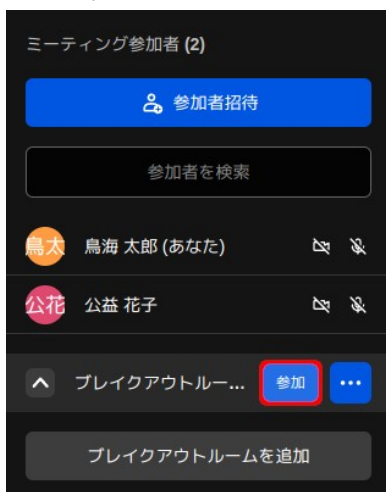 ミーティング参加者 (2)
参加者招待
参加者を検索
鳥太 鳥海 太郎 (あなた)
公花 公益 花子
ブレイクアウトルー... 参加 ...
ブレイクアウトルームを追加